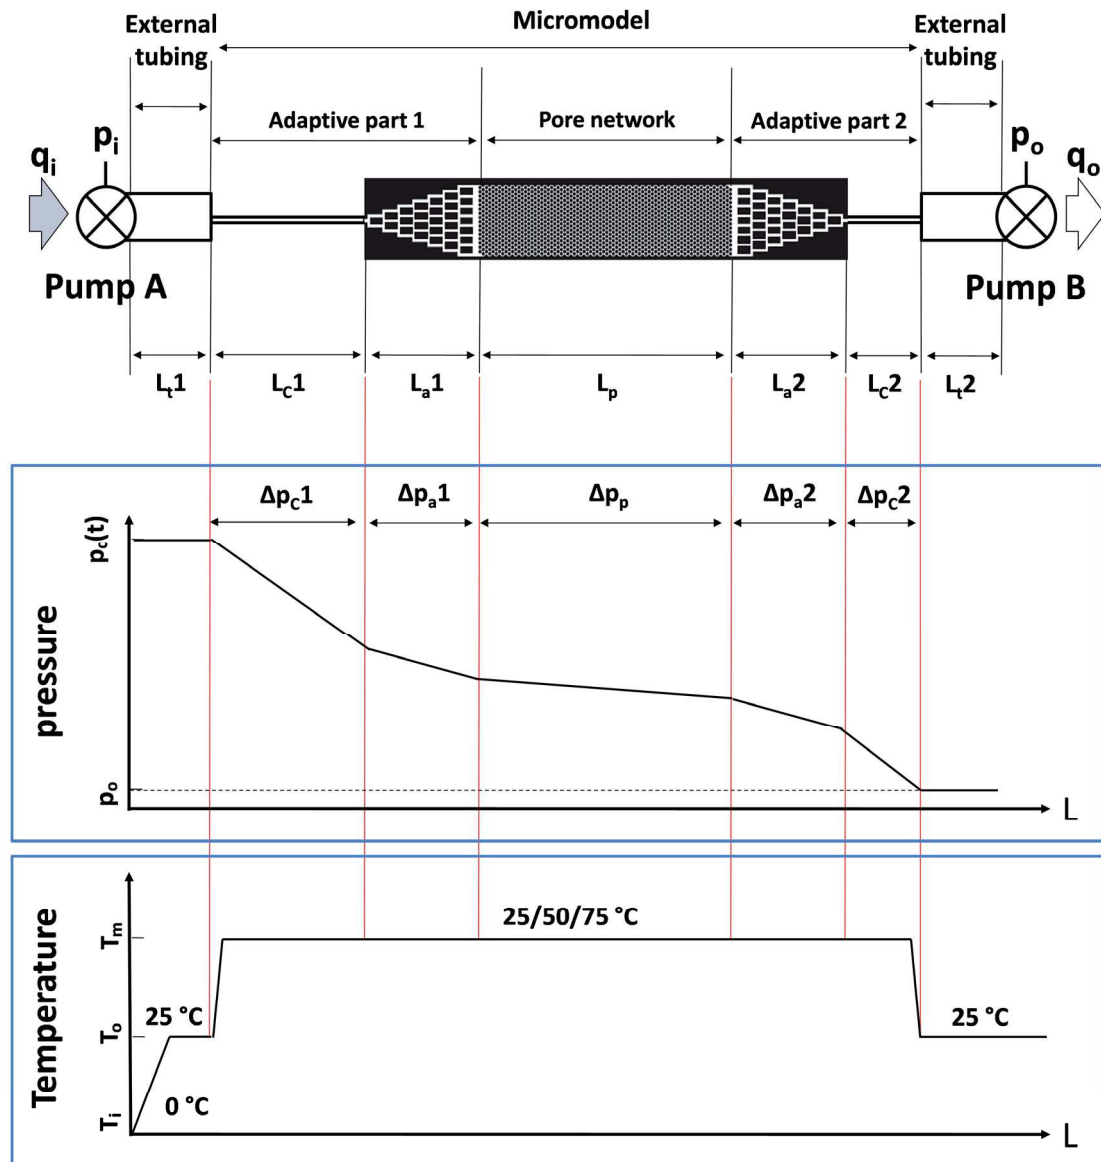 External
tubing
Micromodel
External
tubing
Adaptive part 1
Pore network
Adaptive part 2
qi
pi
po
qo
Pump A
Pump B
Lt1
LC1
La1
Lp
La2
LC2
Lt2
ΔpC1
Δpa1
Δpp
Δpa2
ΔpC2
pressure
pc(t)
po
L
Temperature
Tm
To
Ti
25/50/75 °C
25 °C
25 °C
0 °C
L